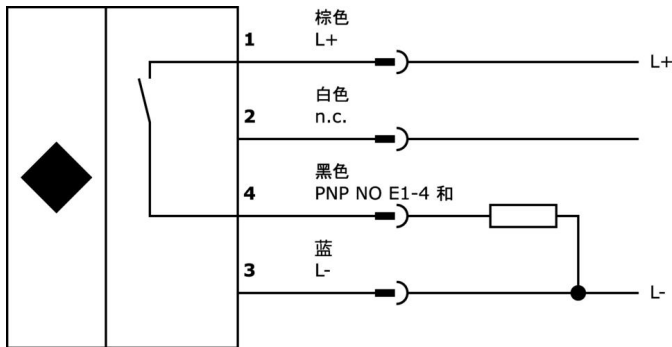 棕色
1 L+ L+
白色
2 n.c.
黑色
4 PNP NO E1-4 和
蓝
3 L- L-